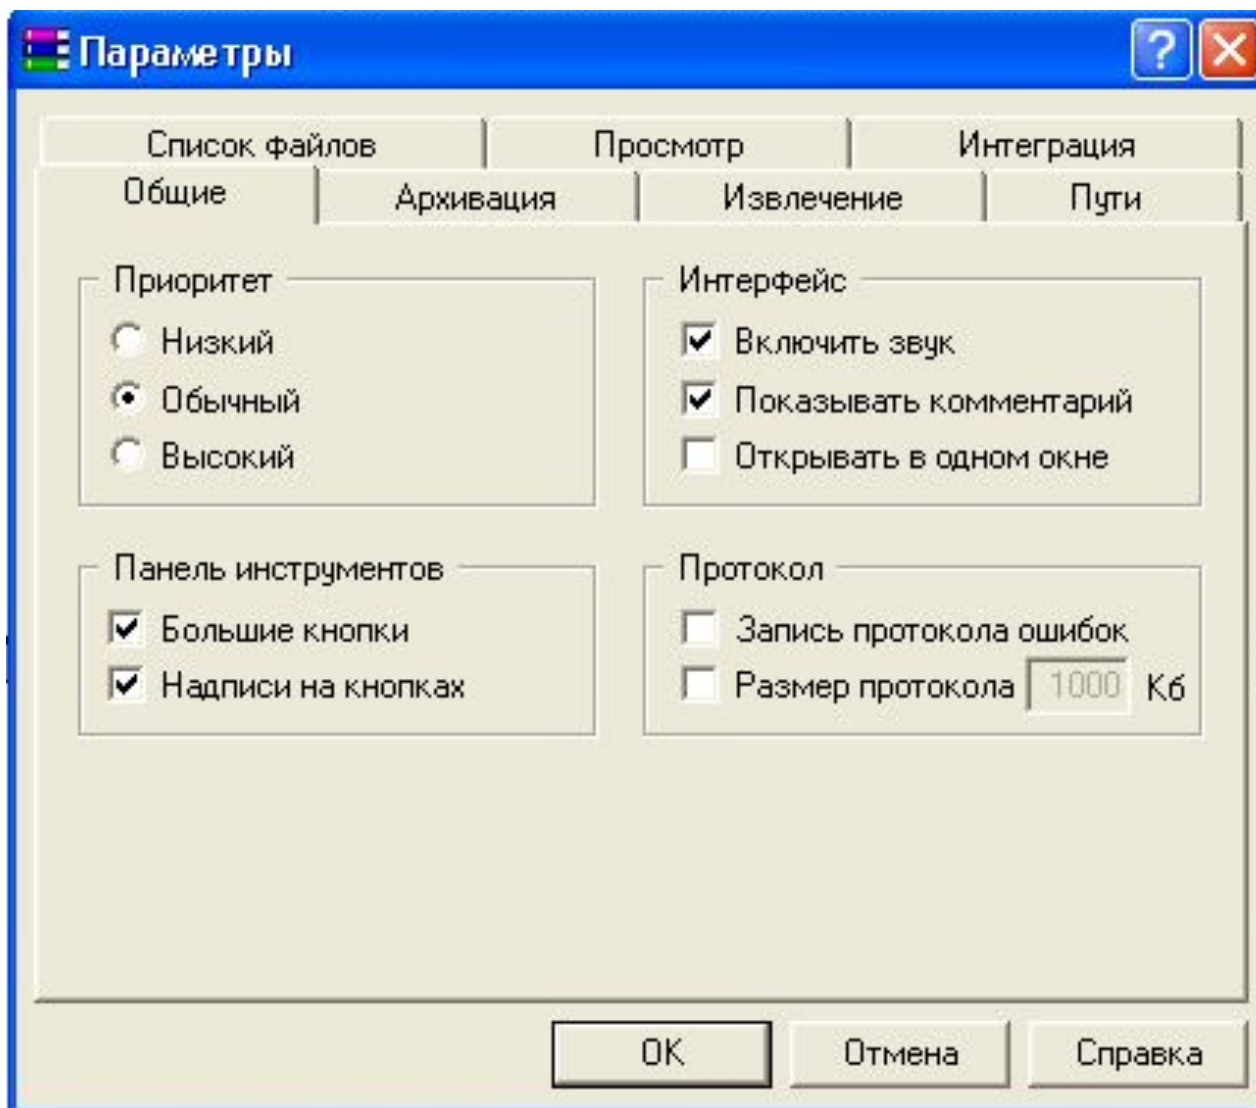 Параметры
Список файлов Просмотр Интеграция
Общие Архивация Извлечение Пути
Приоритет
Низкий
Обычный
Высокий
Интерфейс
Включить звук
Показывать комментарий
Открывать в одном окне
Панель инструментов
Большие кнопки
Надписи на кнопках
Протокол
Запись протокола ошибок
Размер протокола 1000 Кб
OK Отмена Справка